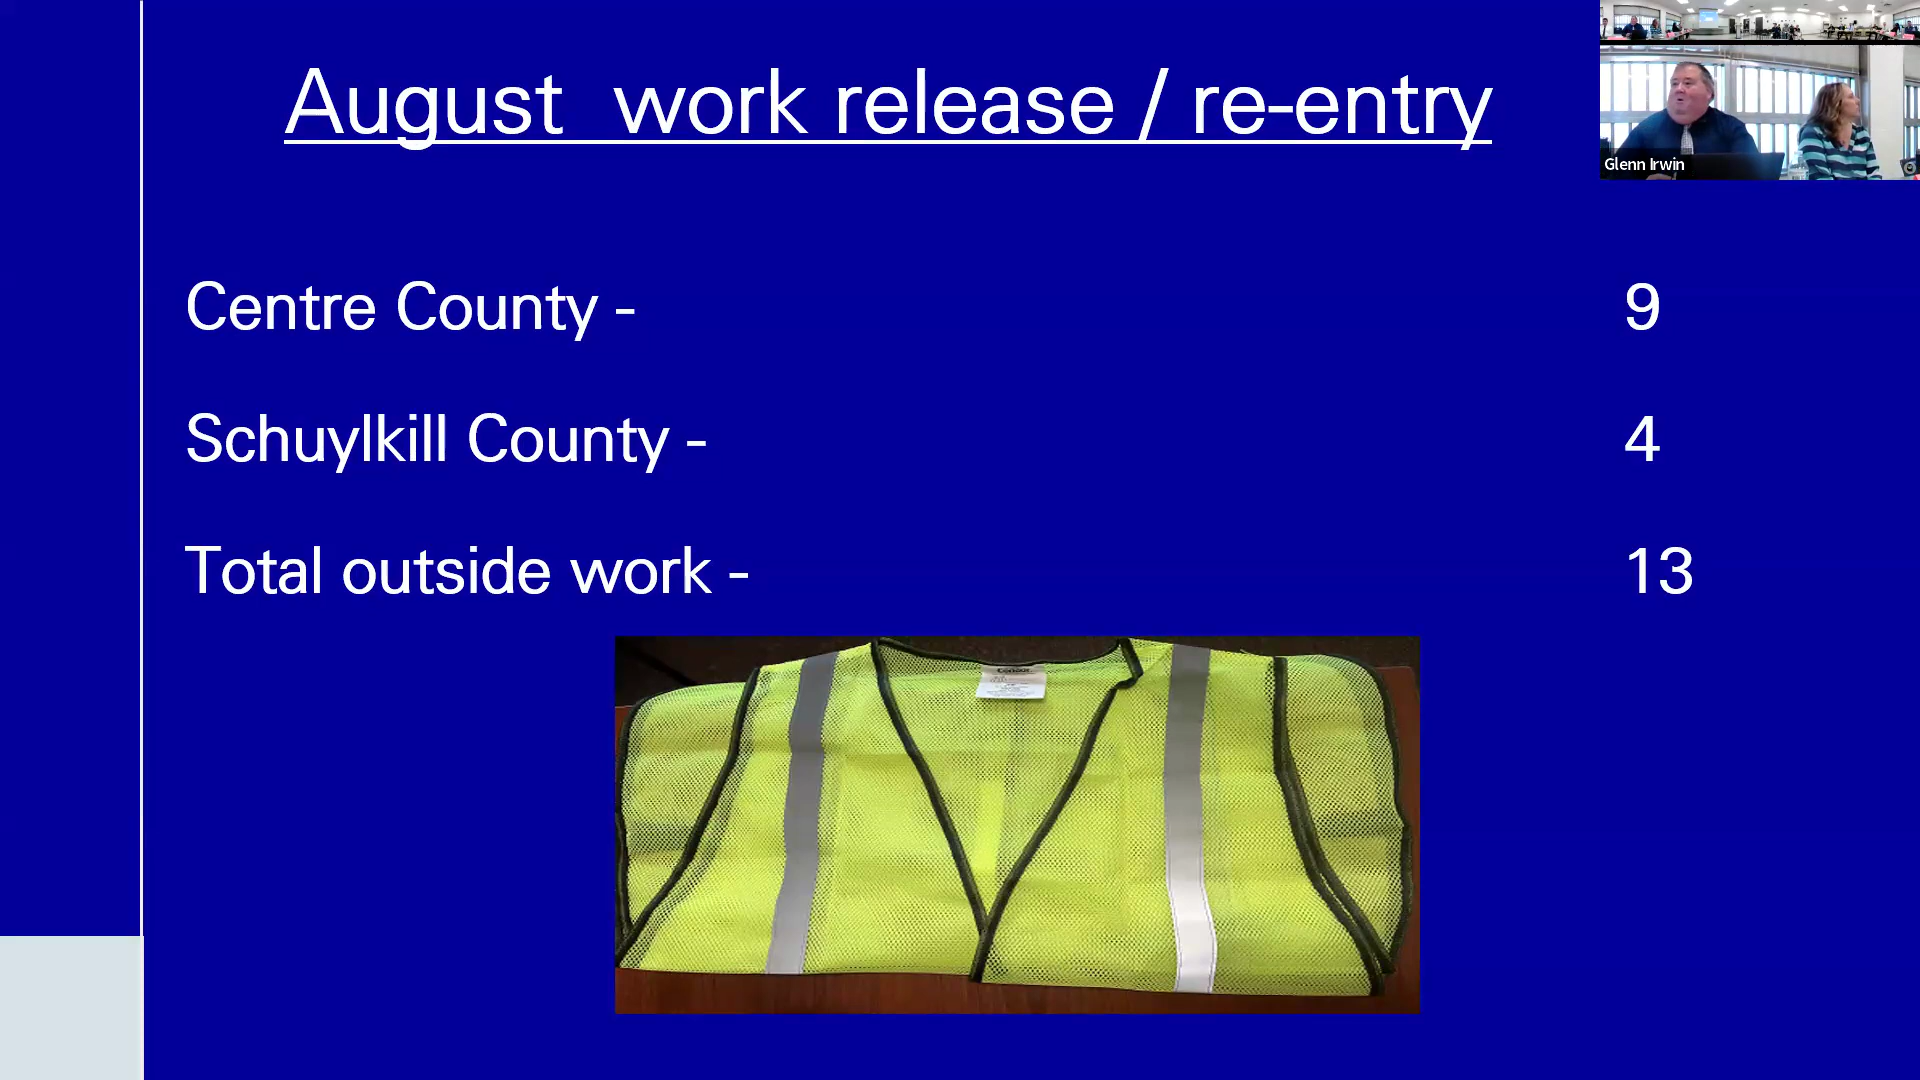 August  work release / re-entry
Glenn Irwin
Centre County - 9
Schuylkill County - 4
Total outside work - 13